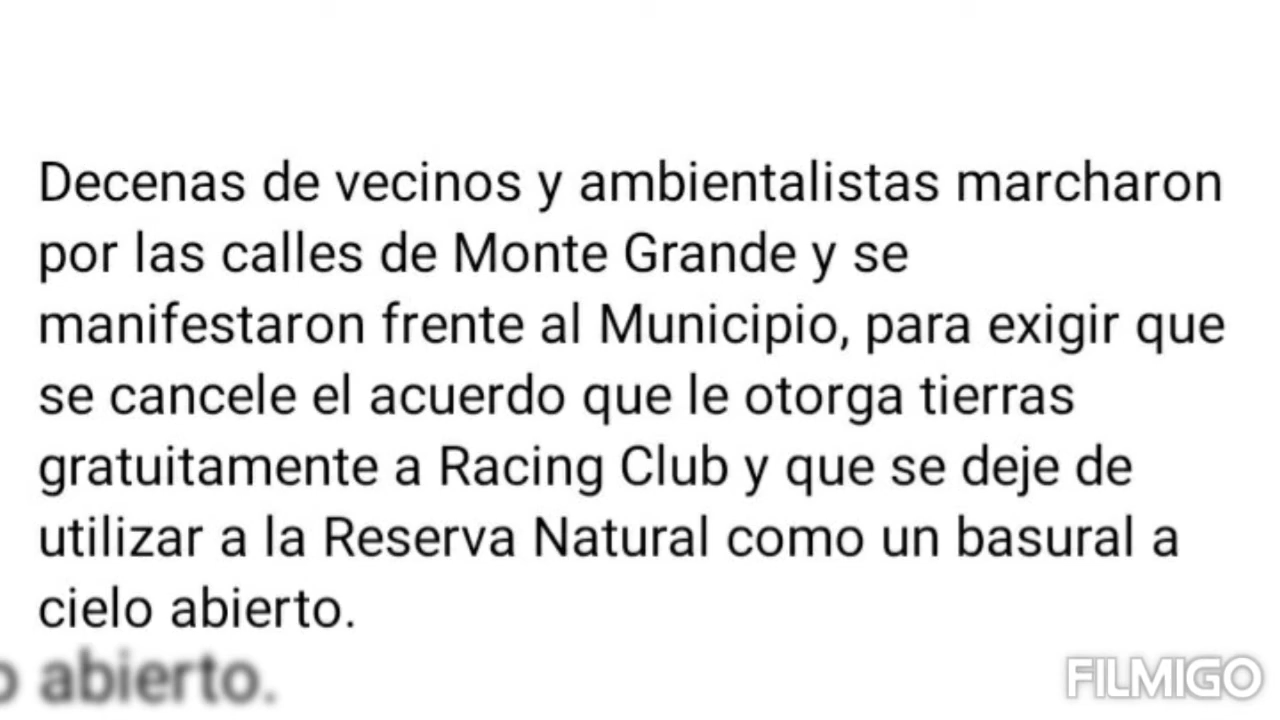 Decenas de vecinos y ambientalistas marcharon
por las calles de Monte Grande y se
manifestaron frente al Municipio, para exigir que
se cancele el acuerdo que le otorga tierras
gratuitamente a Racing Club y que se deje de
utilizar a la Reserva Natural como un basural a
cielo abierto.
o abierto.
FILMIGO